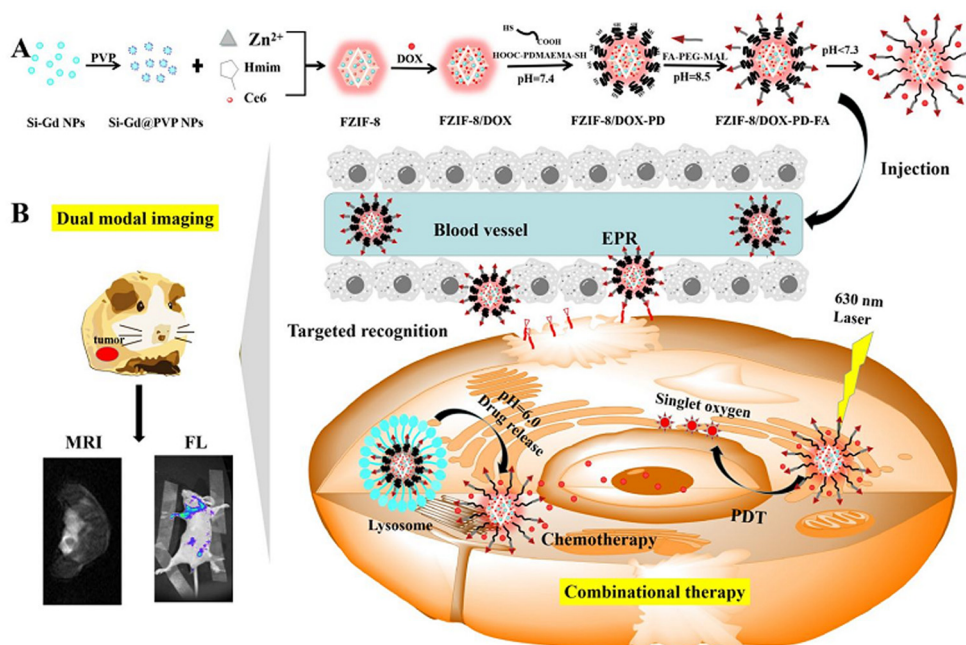 A
Si-Gd NPs
PVP
Si-Gd@PVP NPs
+
Zn²⁺
Hmim
Ce6
FZIF-8
DOX
FZIF-8/DOX
HS
COOH
HOOC-PDMAEMA-SH
pH=7.4
FZIF-8/DOX-PD
FA-PEG-MAL
pH=8.5
FZIF-8/DOX-PD-FA
pH<7.3
Injection
B
Dual modal imaging
tumor
MRI
FL
Blood vessel
EPR
Targeted recognition
630 nm
Laser
pH=6.0
Drug release
Lysosome
Chemotherapy
Singlet oxygen
PDT
Combinational therapy